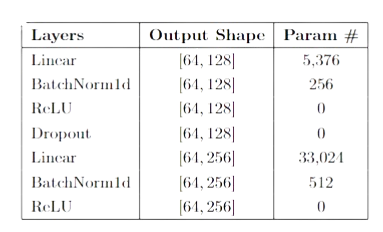 Layers Output Shape Param #
Linear [64, 128] 5,376
BatchNorm1d [64, 128] 256
ReLU [64, 128] 0
Dropout [64, 128] 0
Linear [64, 256] 33,024
BatchNorm1d [64, 256] 512
ReLU [64, 256] 0